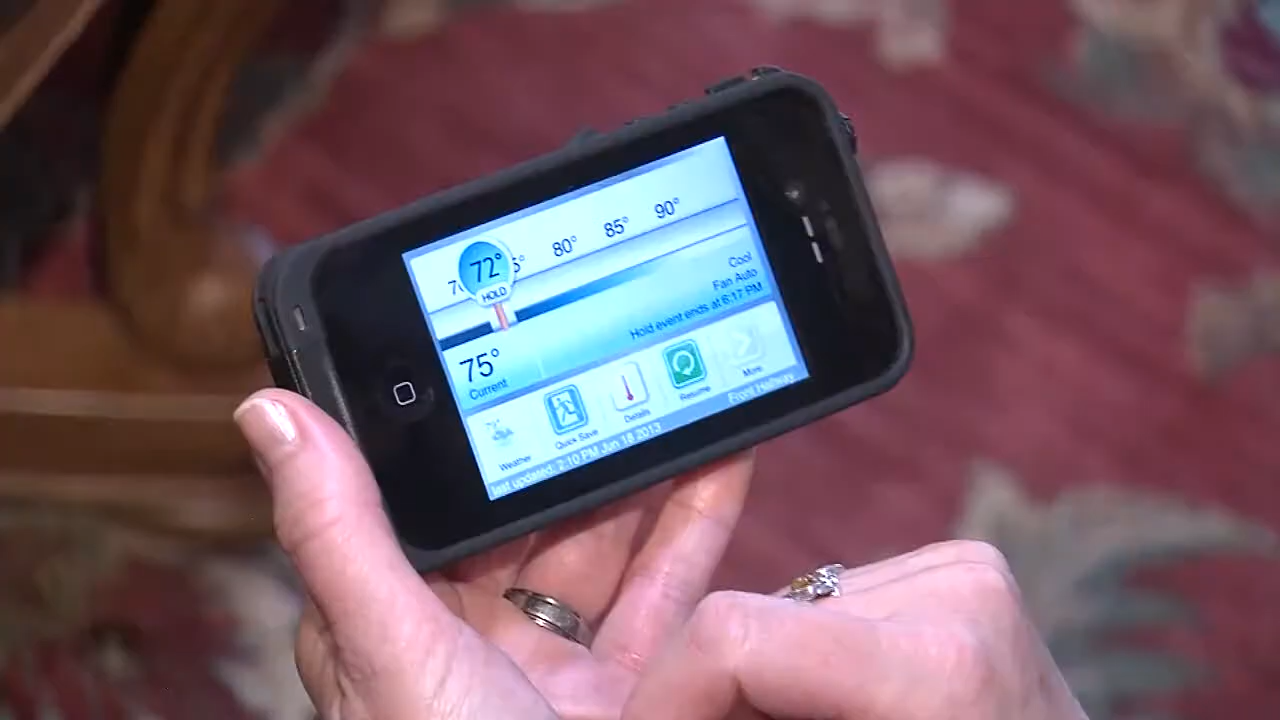 80° 85° 90°
72°
HOLD
Cool
Fan Auto
Hold event ends at 6:17 PM
75°
Current
Weather Quick Save Details Resume More
last updated: 2:10 PM Jun 18 2013 Front Hallway